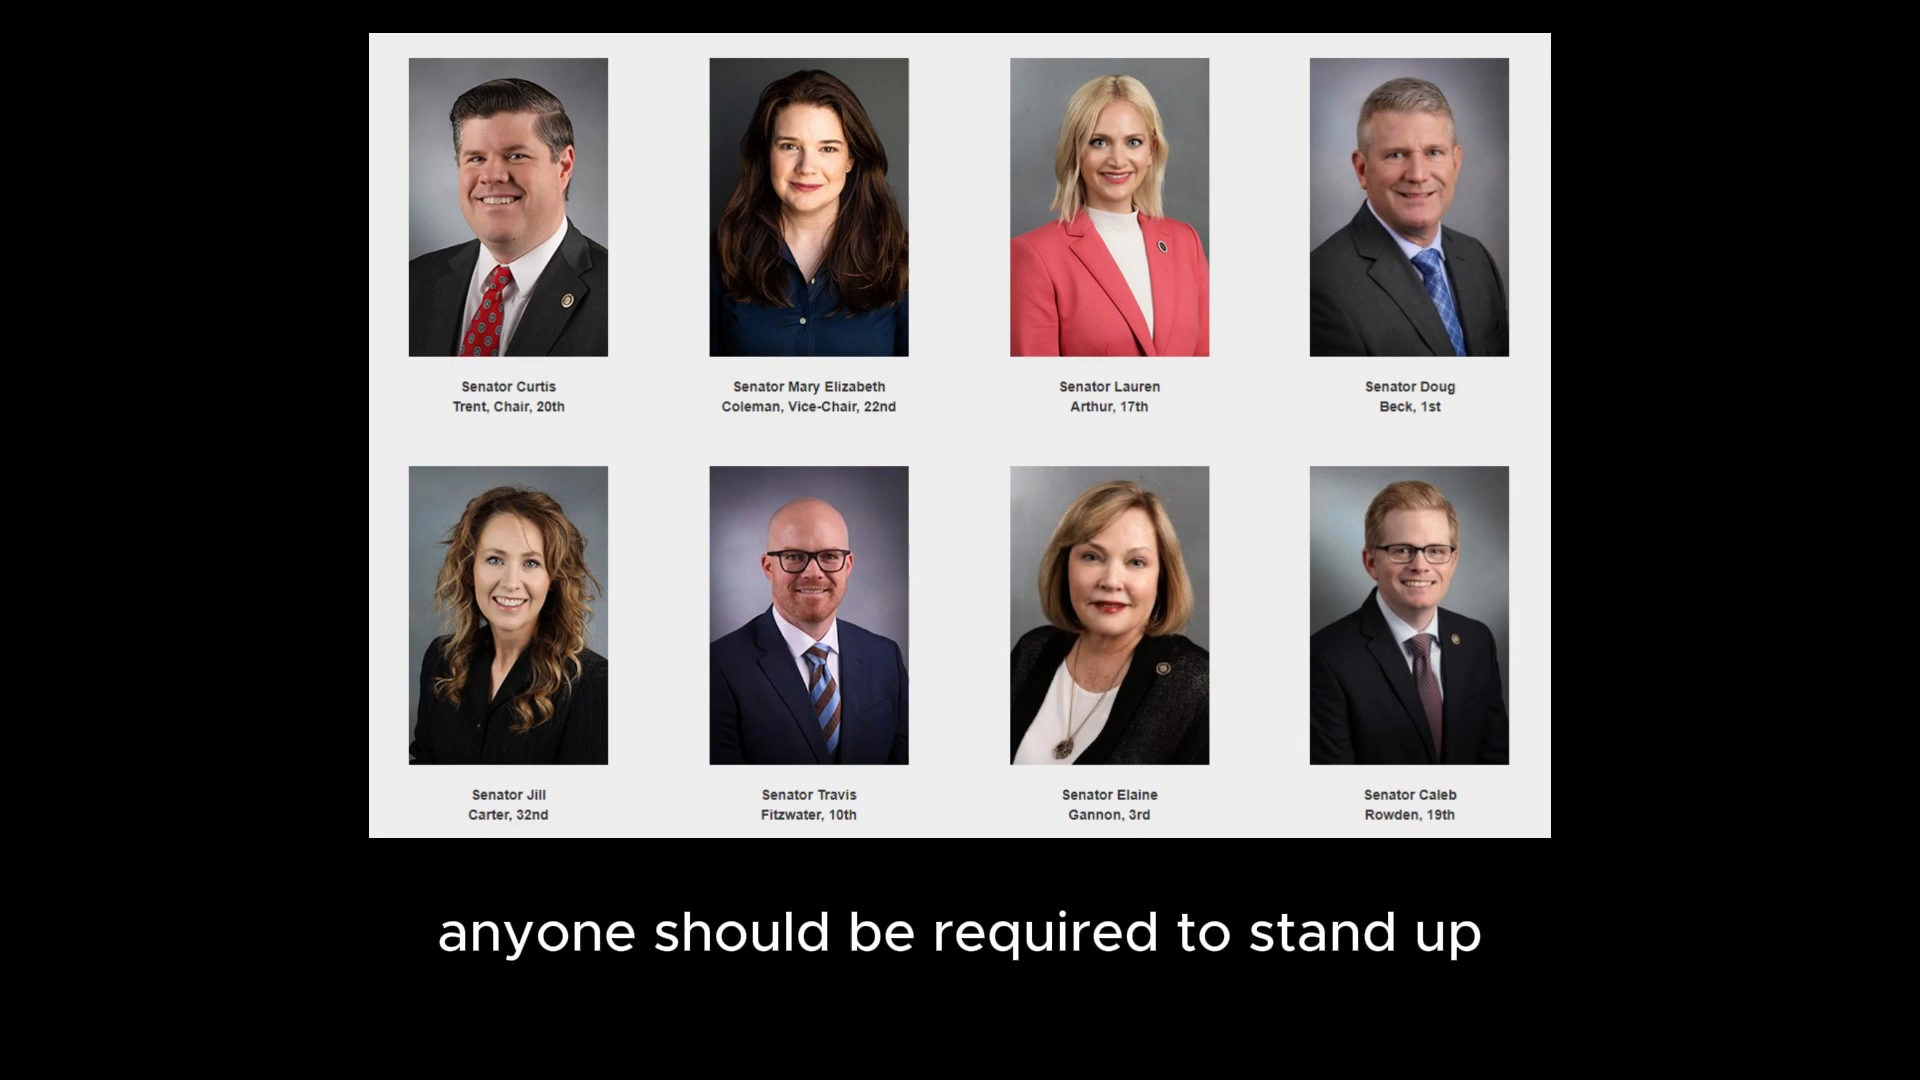 Senator Curtis
Trent, Chair, 20th
Senator Mary Elizabeth
Coleman, Vice-Chair, 22nd
Senator Lauren
Arthur, 17th
Senator Doug
Beck, 1st
Senator Jill
Carter, 32nd
Senator Travis
Fitzwater, 10th
Senator Elaine
Gannon, 3rd
Senator Caleb
Rowden, 19th
anyone should be required to stand up